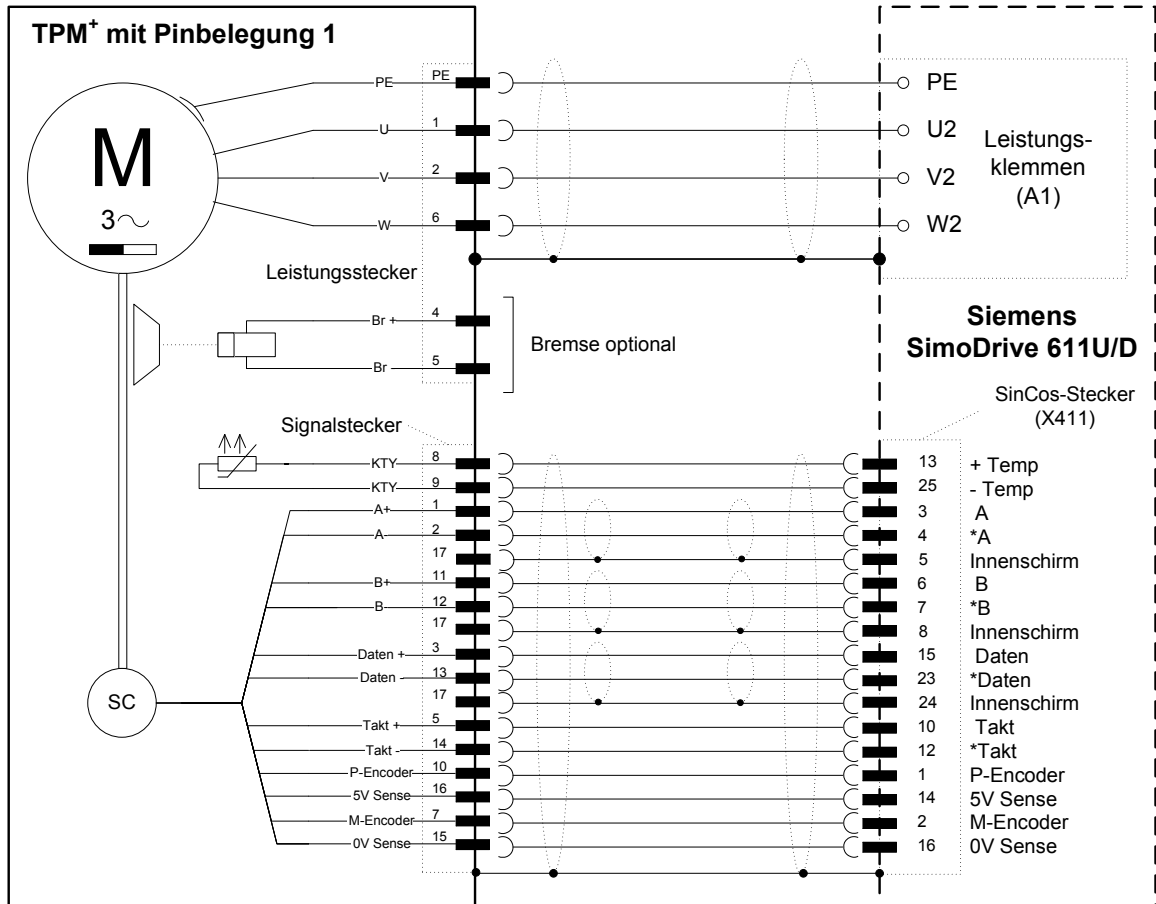 TPM+ mit Pinbelegung 1
PE PE PE
U 1 U2
V 2 V2
W 6 W2
M
3
Leistungs-
klemmen
(A1)
Leistungsstecker
Br + 4
Br 5
Bremse optional
Siemens
SimoDrive 611U/D
SinCos-Stecker
(X411)
Signalstecker
KTY 8 13 + Temp
KTY 9 25 - Temp
A+ 1 3 A
A- 2 4 *A
17 5 Innenschirm
B+ 11 6 B
B- 12 7 *B
17 8 Innenschirm
Daten + 3 15 Daten
Daten - 13 23 *Daten
17 24 Innenschirm
SC
Takt + 5 10 Takt
Takt - 14 12 *Takt
P-Encoder 10 1 P-Encoder
5V Sense 16 14 5V Sense
M-Encoder 7 2 M-Encoder
0V Sense 15 16 0V Sense